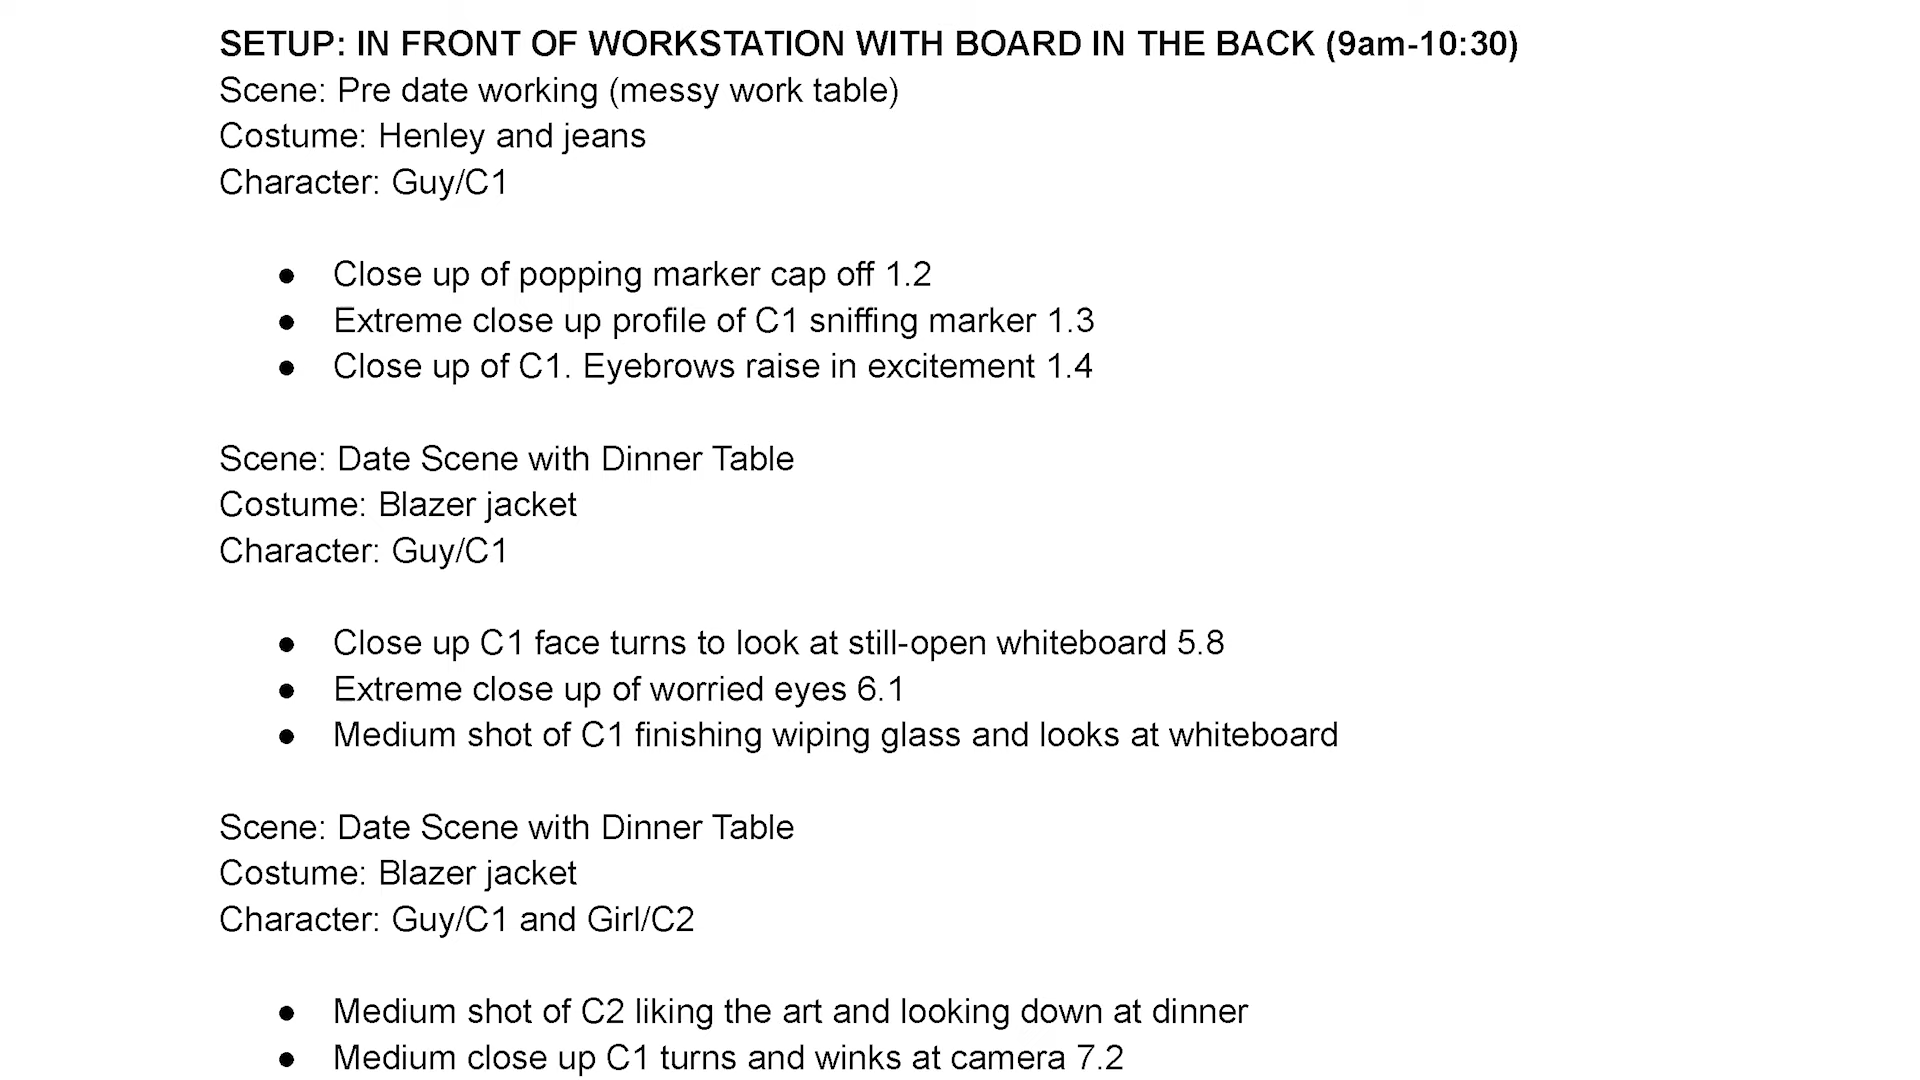 SETUP: IN FRONT OF WORKSTATION WITH BOARD IN THE BACK (9am-10:30)
Scene: Pre date working (messy work table)
Costume: Henley and jeans
Character: Guy/C1
● Close up of popping marker cap off 1.2
● Extreme close up profile of C1 sniffing marker 1.3
● Close up of C1. Eyebrows raise in excitement 1.4
Scene: Date Scene with Dinner Table
Costume: Blazer jacket
Character: Guy/C1
● Close up C1 face turns to look at still-open whiteboard 5.8
● Extreme close up of worried eyes 6.1
● Medium shot of C1 finishing wiping glass and looks at whiteboard
Scene: Date Scene with Dinner Table
Costume: Blazer jacket
Character: Guy/C1 and Girl/C2
● Medium shot of C2 liking the art and looking down at dinner
● Medium close up C1 turns and winks at camera 7.2